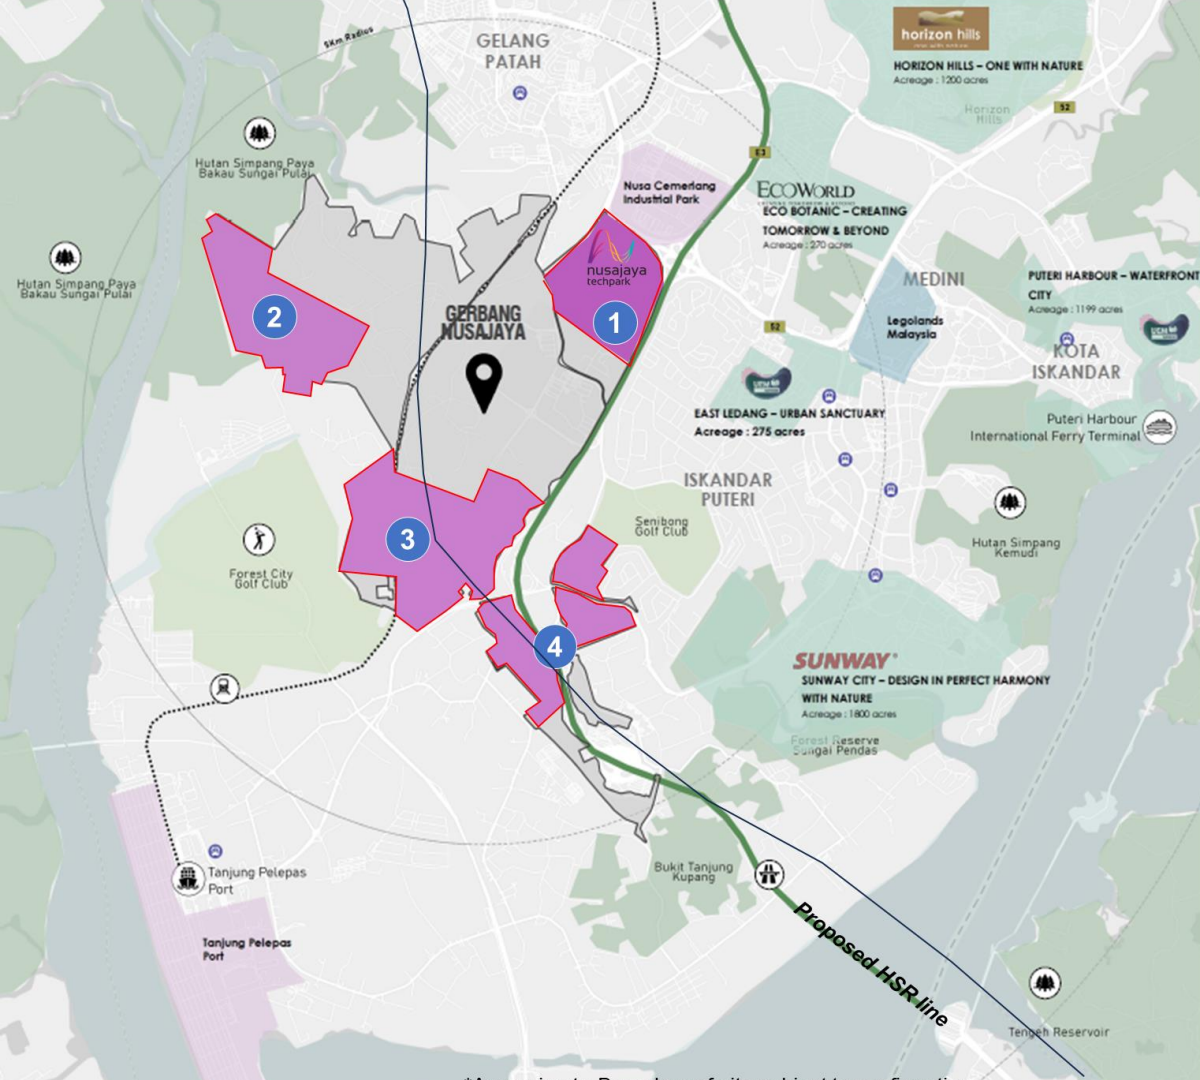 5Km Radius
GELANG
PATAH
horizon hills
HORIZON HILLS – ONE WITH NATURE
Acreage : 1200 acres
Horizon
Hills
52
Hutan Simpang Paya
Bakau Sungai Pulai
E3
Nusa Cemerlang
Industrial Park
ECOWORLD
ECO BOTANIC – CREATING
TOMORROW & BEYOND
Acreage : 270 acres
Hutan Simpang Paya
Bakau Sungai Pulai
nusajaya
techpark
1
2
GERBANG
NUSAJAYA
MEDINI
PUTERI HARBOUR – WATERFRONT
CITY
Acreage : 1199 acres
Legolands
Malaysia
52
KOTA
ISKANDAR
EAST LEDANG – URBAN SANCTUARY
Acreage : 275 acres
Puteri Harbour
International Ferry Terminal
ISKANDAR
PUTERI
Senibong
Golf Club
3
Hutan Simpang
Kemudi
Forest City
Golf Club
4
SUNWAY
SUNWAY CITY – DESIGN IN PERFECT HARMONY
WITH NATURE
Acreage : 1800 acres
Forest Reserve
Sungai Pendas
Tanjung Pelepas
Port
Bukit Tanjung
Kupang
Tanjung Pelepas
Port
Proposed HSR line
Tengeh Reservoir